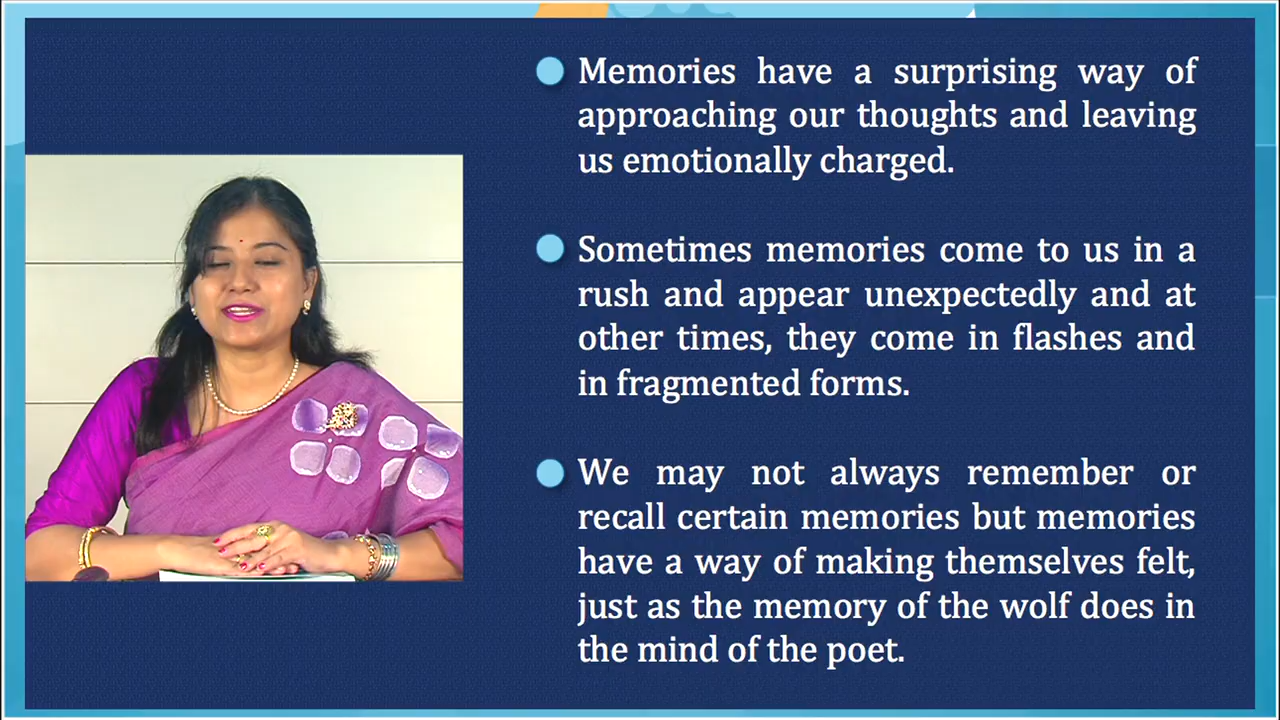 Memories have a surprising way of
approaching our thoughts and leaving
us emotionally charged.
Sometimes memories come to us in a
rush and appear unexpectedly and at
other times, they come in flashes and
in fragmented forms.
We may not always remember or
recall certain memories but memories
have a way of making themselves felt,
just as the memory of the wolf does in
the mind of the poet.